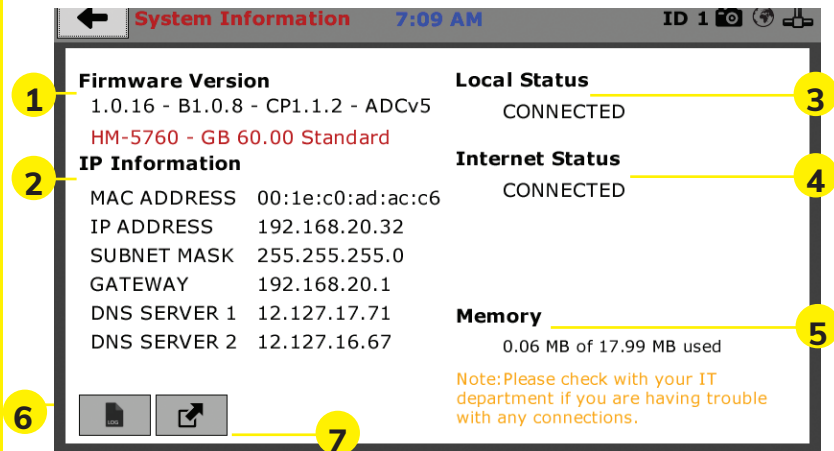 System Information 7:09 AM ID 1
Firmware Version
1.0.16 - B1.0.8 - CP1.1.2 - ADCv5
HM-5760 - GB 60.00 Standard
IP Information
MAC ADDRESS 00:1e:c0:ad:ac:c6
IP ADDRESS 192.168.20.32
SUBNET MASK 255.255.255.0
GATEWAY 192.168.20.1
DNS SERVER 1 12.127.17.71
DNS SERVER 2 12.127.16.67
LOG
Local Status
CONNECTED
Internet Status
CONNECTED
Memory
0.06 MB of 17.99 MB used
Note:Please check with your IT
department if you are having trouble
with any connections.
1
2
3
4
5
6
7